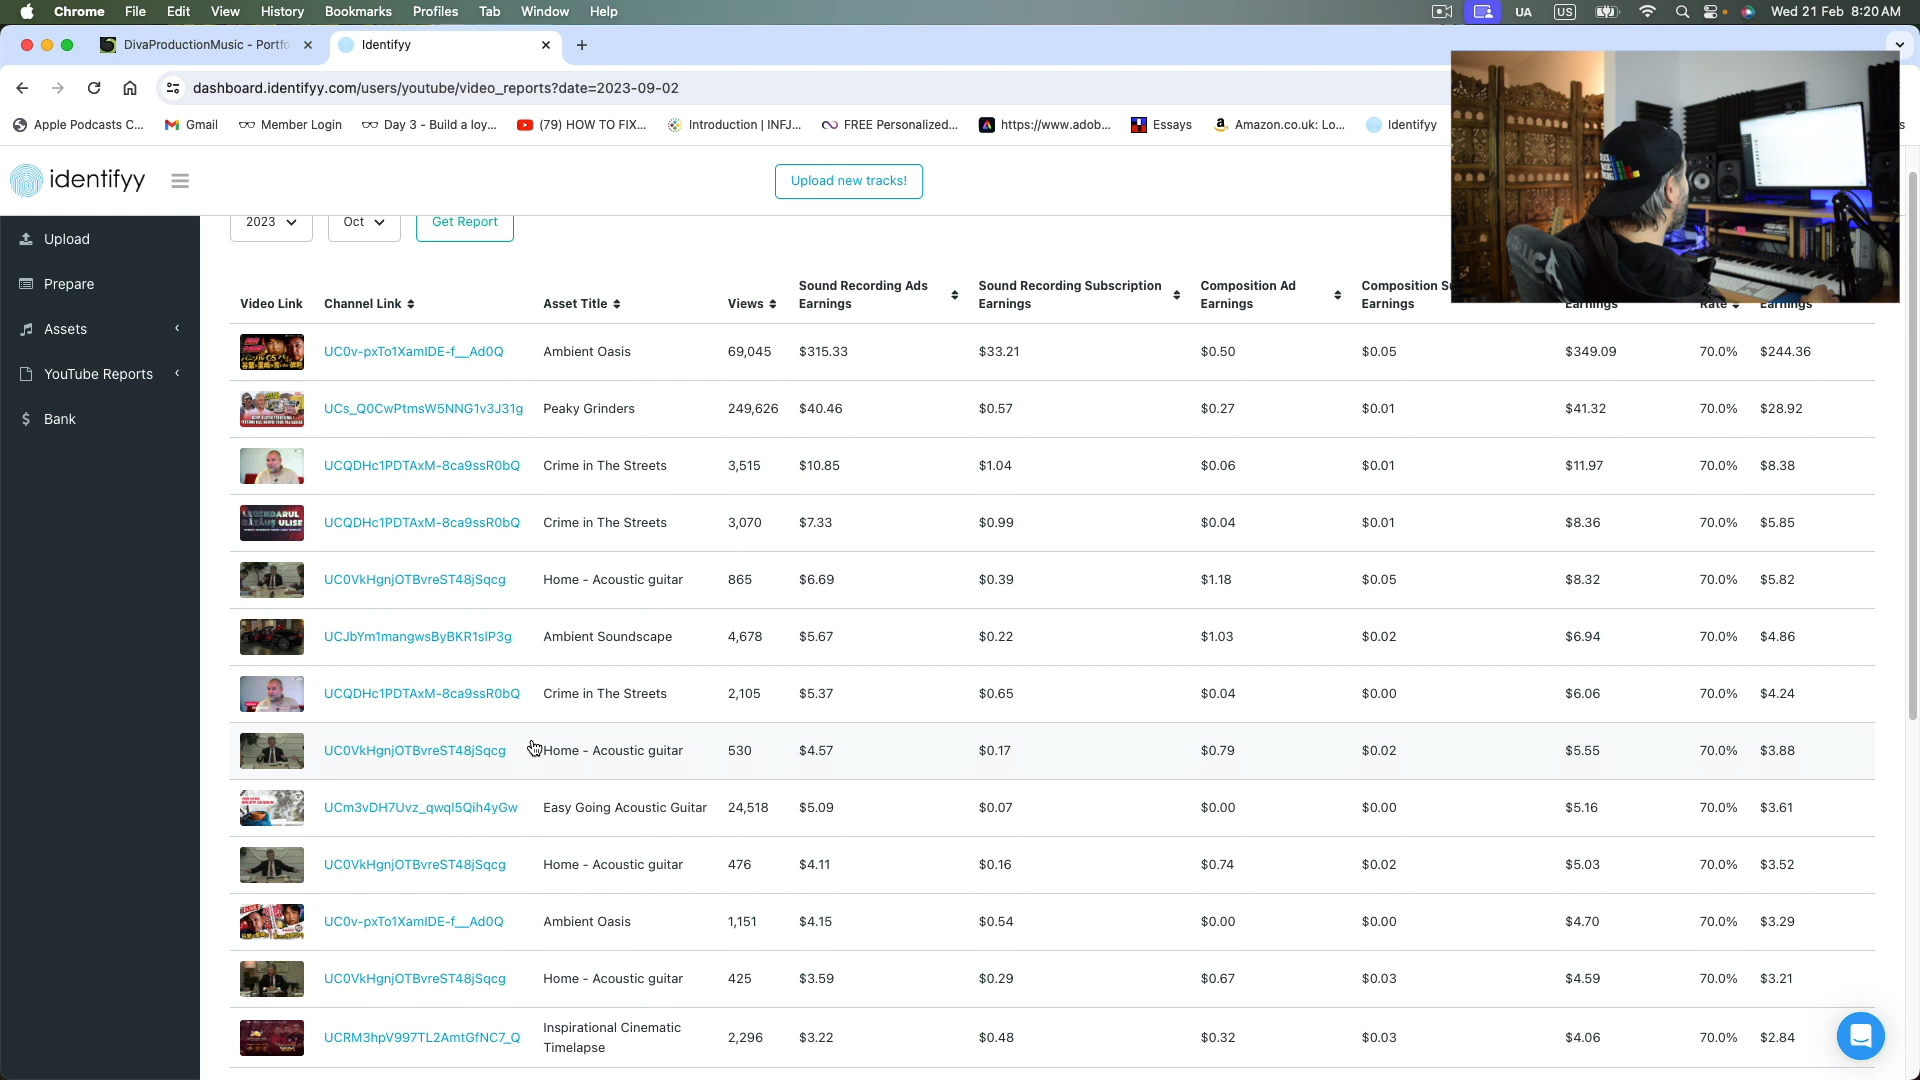 Chrome File Edit View History Bookmarks Profiles Tab Window Help UA US Wed 21 Feb 8:20 AM
DivaProductionMusic - Portfo Identifyy
dashboard.identifyy.com/users/youtube/video_reports?date=2023-09-02
Apple Podcasts C... Gmail Member Login Day 3 - Build a loy... (79) HOW TO FIX... Introduction | INFJ... FREE Personalized... https://www.adob... Essays Amazon.co.uk: Lo... Identifyy
identifyy Upload new tracks!
2023 Oct Get Report
Upload
Prepare
Assets
YouTube Reports
$ Bank
Video Link Channel Link Asset Title Views Sound Recording Ads Earnings Sound Recording Subscription Earnings Composition Ad Earnings Composition Su Earnings Earnings Rate Earnings
UC0v-pxTo1XamIDE-f__Ad0Q Ambient Oasis 69,045 $315.33 $33.21 $0.50 $0.05 $349.09 70.0% $244.36
UCs_Q0CwPtmsW5NNG1v3J31g Peaky Grinders 249,626 $40.46 $0.57 $0.27 $0.01 $41.32 70.0% $28.92
UCQDHc1PDTAxM-8ca9ssR0bQ Crime in The Streets 3,515 $10.85 $1.04 $0.06 $0.01 $11.97 70.0% $8.38
UCQDHc1PDTAxM-8ca9ssR0bQ Crime in The Streets 3,070 $7.33 $0.99 $0.04 $0.01 $8.36 70.0% $5.85
UC0VkHgnjOTBvreST48jSqcg Home - Acoustic guitar 865 $6.69 $0.39 $1.18 $0.05 $8.32 70.0% $5.82
UCJbYm1mangwsByBKR1slP3g Ambient Soundscape 4,678 $5.67 $0.22 $1.03 $0.02 $6.94 70.0% $4.86
UCQDHc1PDTAxM-8ca9ssR0bQ Crime in The Streets 2,105 $5.37 $0.65 $0.04 $0.00 $6.06 70.0% $4.24
UC0VkHgnjOTBvreST48jSqcg Home - Acoustic guitar 530 $4.57 $0.17 $0.79 $0.02 $5.55 70.0% $3.88
UCm3vDH7Uvz_qwqI5Qih4yGw Easy Going Acoustic Guitar 24,518 $5.09 $0.07 $0.00 $0.00 $5.16 70.0% $3.61
UC0VkHgnjOTBvreST48jSqcg Home - Acoustic guitar 476 $4.11 $0.16 $0.74 $0.02 $5.03 70.0% $3.52
UC0v-pxTo1XamIDE-f__Ad0Q Ambient Oasis 1,151 $4.15 $0.54 $0.00 $0.00 $4.70 70.0% $3.29
UC0VkHgnjOTBvreST48jSqcg Home - Acoustic guitar 425 $3.59 $0.29 $0.67 $0.03 $4.59 70.0% $3.21
UCRM3hpV997TL2AmtGfNC7_Q Inspirational Cinematic Timelapse 2,296 $3.22 $0.48 $0.32 $0.03 $4.06 70.0% $2.84